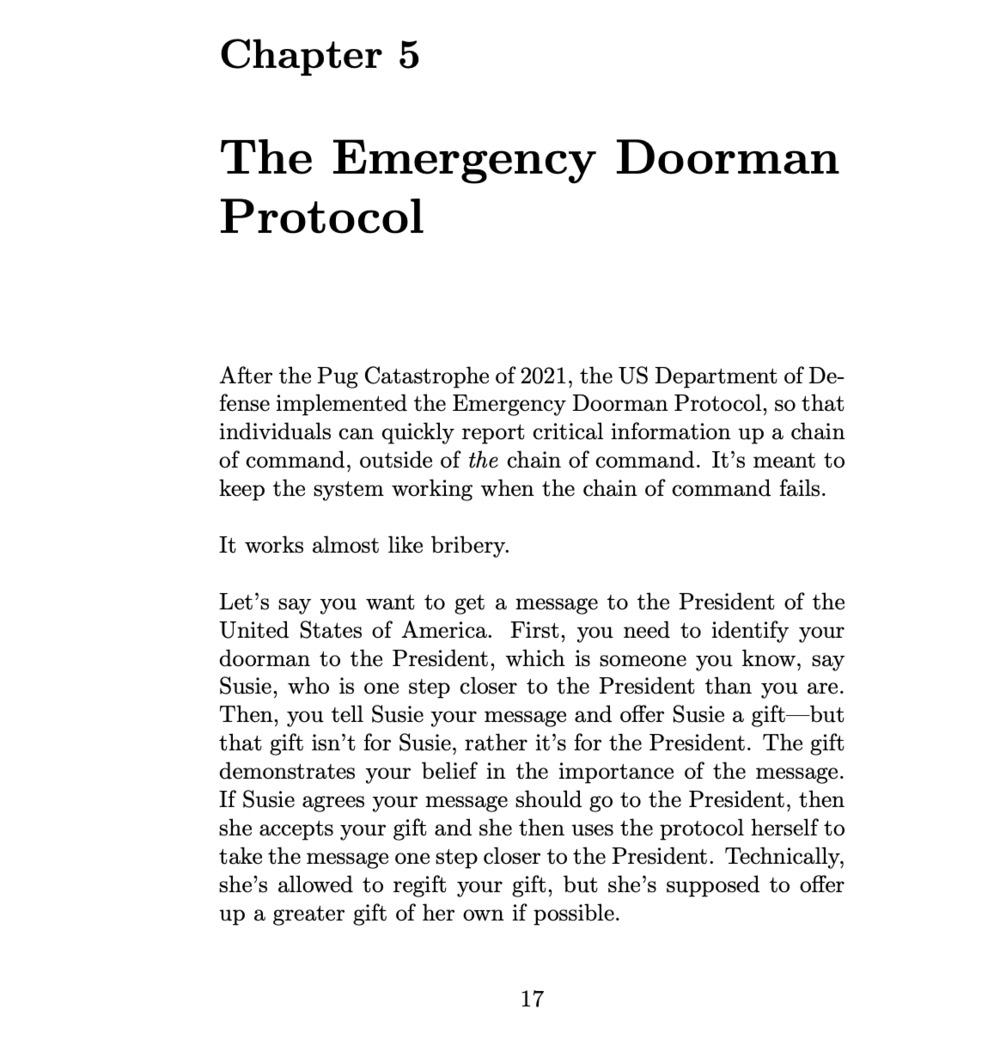 Chapter 5
The Emergency Doorman
Protocol
After the Pug Catastrophe of 2021, the US Department of De-
fense implemented the Emergency Doorman Protocol, so that
individuals can quickly report critical information up a chain
of command, outside of the chain of command. It's meant to
keep the system working when the chain of command fails.
It works almost like bribery.
Let's say you want to get a message to the President of the
United States of America. First, you need to identify your
doorman to the President, which is someone you know, say
Susie, who is one step closer to the President than you are.
Then, you tell Susie your message and offer Susie a gift—but
that gift isn't for Susie, rather it's for the President. The gift
demonstrates your belief in the importance of the message.
If Susie agrees your message should go to the President, then
she accepts your gift and she then uses the protocol herself to
take the message one step closer to the President. Technically,
she's allowed to regift your gift, but she's supposed to offer
up a greater gift of her own if possible.
17